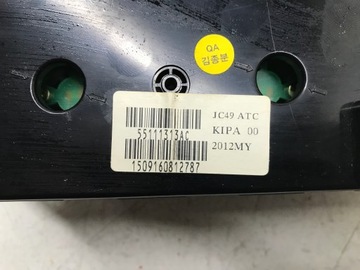 QA
김종분
JC49 ATC
KIPA 00
2012MY
55111313AC
1509160812787